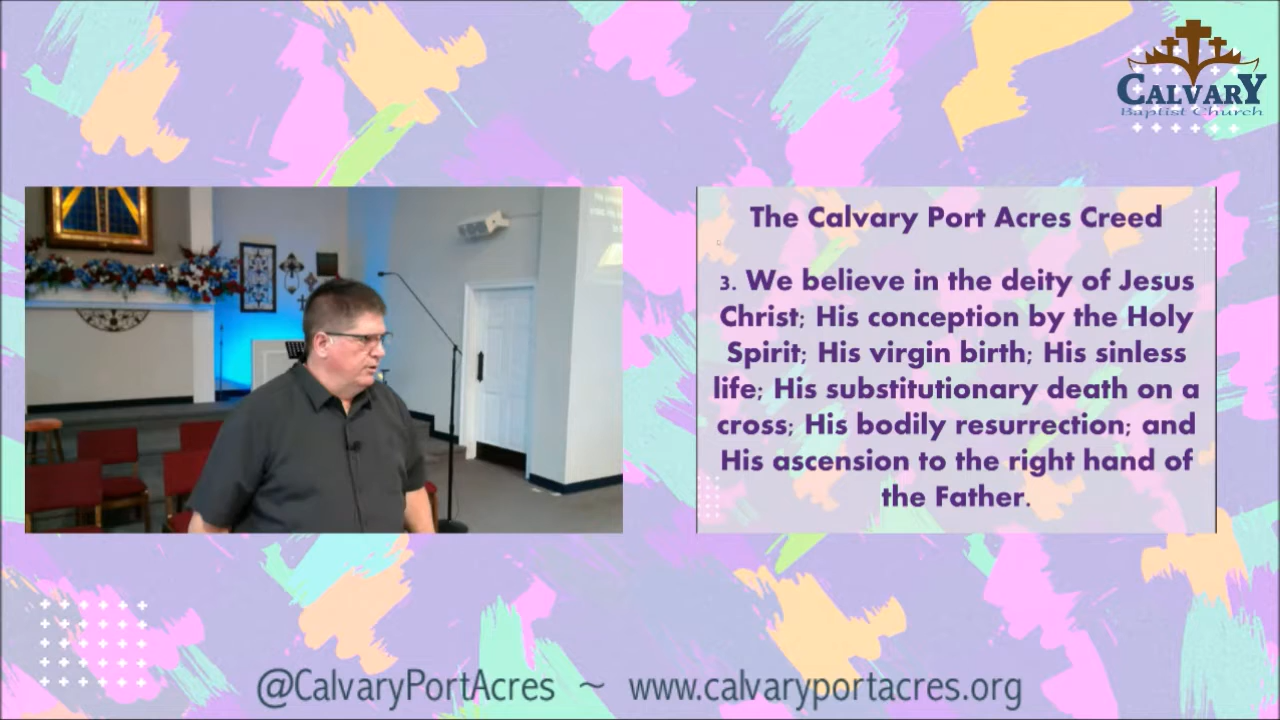 CALVARY
Baptist Church
The Calvary Port Acres Creed
3. We believe in the deity of Jesus
Christ; His conception by the Holy
Spirit; His virgin birth; His sinless
life; His substitutionary death on a
cross; His bodily resurrection; and
His ascension to the right hand of
the Father.
@CalvaryPortAcres ~ www.calvaryportacres.org